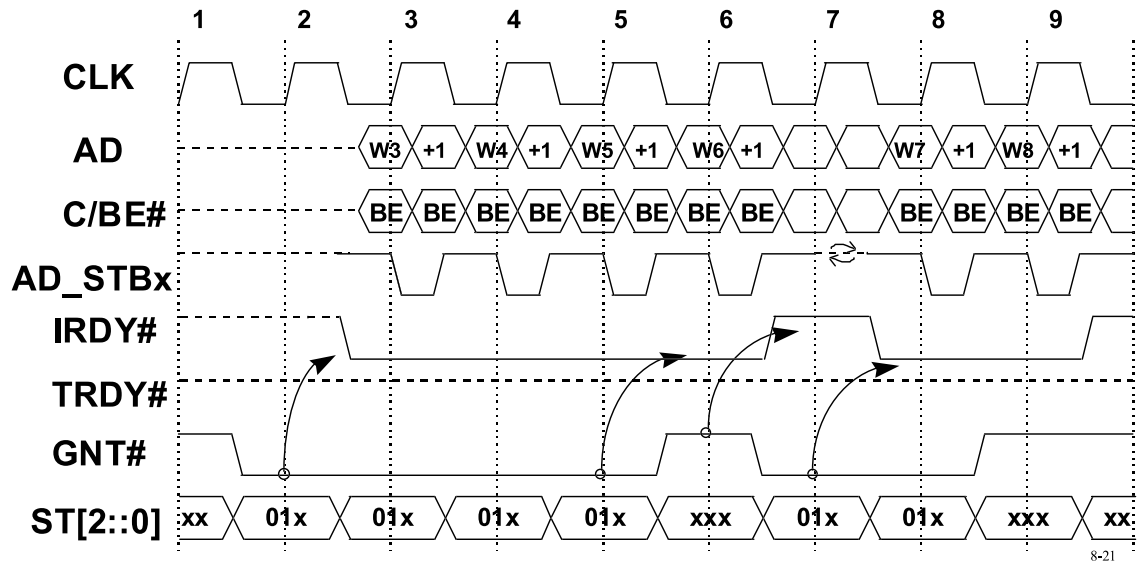 1 2 3 4 5 6 7 8 9
CLK
AD W3 +1 W4 +1 W5 +1 W6 +1 W7 +1 W8 +1
C/BE# BE BE BE BE BE BE BE BE BE BE BE BE
AD_STBx
IRDY#
TRDY#
GNT#
ST[2::0] xx 01x 01x 01x 01x xxx 01x 01x xxx xx
8-21